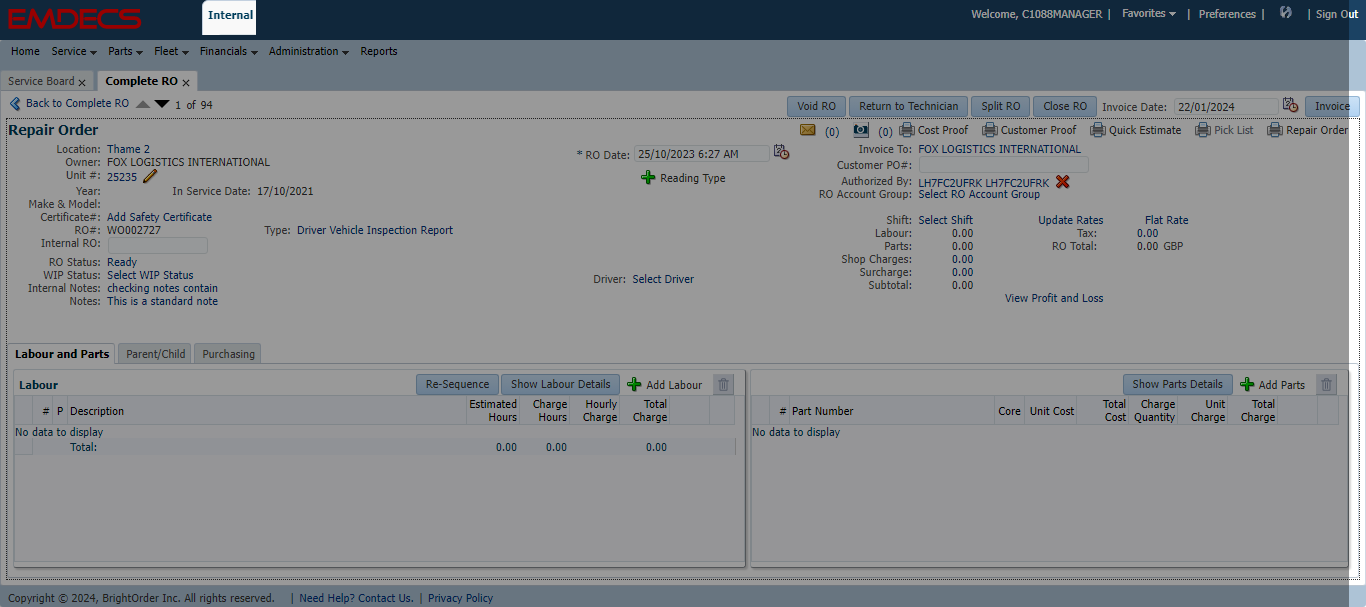 EMDECS Internal Welcome, C1088MANAGER | Favorites | Preferences | Sign Out
Home Service Parts Fleet Financials Administration Reports
Service Board x Complete RO x
Back to Complete RO 1 of 94 Void RO Return to Technician Split RO Close RO Invoice Date: 22/01/2024 Invoice
Repair Order (0) (0) Cost Proof Customer Proof Quick Estimate Pick List Repair Order
Location: Thame 2 * RO Date: 25/10/2023 6:27 AM Invoice To: FOX LOGISTICS INTERNATIONAL
Owner: FOX LOGISTICS INTERNATIONAL Customer PO#:
Unit #: 25235 Reading Type Authorized By: LH7FC2UFRK LH7FC2UFRK
Year: In Service Date: 17/10/2021 RO Account Group: Select RO Account Group
Make & Model:
Certificate#: Add Safety Certificate Shift: Select Shift Update Rates Flat Rate
RO#: WO002727 Type: Driver Vehicle Inspection Report Labour: 0.00 Tax: 0.00
Internal RO: Parts: 0.00 RO Total: 0.00 GBP
RO Status: Ready Shop Charges: 0.00
WIP Status: Select WIP Status Driver: Select Driver Surcharge: 0.00
Internal Notes: checking notes contain Subtotal: 0.00
Notes: This is a standard note View Profit and Loss
Labour and Parts Parent/Child Purchasing
Labour Re-Sequence Show Labour Details Add Labour Show Parts Details Add Parts
# P Description Estimated Hours Charge Hours Hourly Charge Total Charge # Part Number Core Unit Cost Total Cost Charge Quantity Unit Charge Total Charge
No data to display No data to display
Total: 0.00 0.00 0.00
Copyright © 2024, BrightOrder Inc. All rights reserved. | Need Help? Contact Us. | Privacy Policy